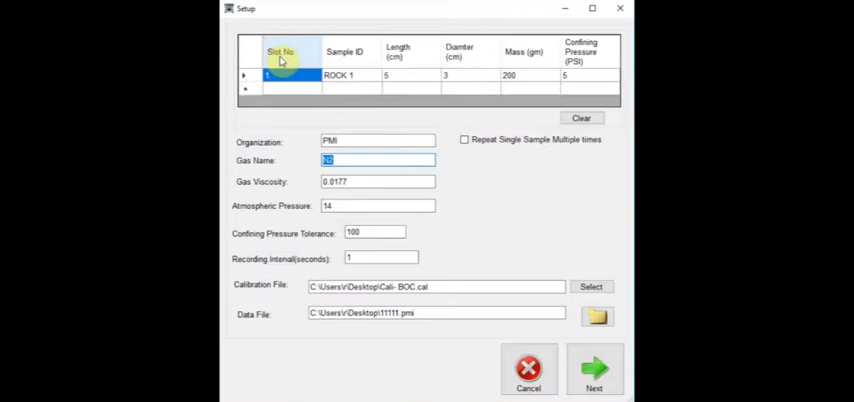 Setup
Slot No. Sample ID Length (cm) Diamter (cm) Mass (gm) Confining Pressure (PSI)
1 ROCK 1 5 3 200 5
Clear
Organization: PMI
Repeat Single Sample Multiple times
Gas Name: N2
Gas Viscosity: 0.0177
Atmospheric Pressure: 14
Confining Pressure Tolerance: 100
Recording Interval(seconds): 1
Calibration File: C:\Users\r\Desktop\Cali- BOC.cal Select
Data File: C:\Users\r\Desktop\11111.pmi
Cancel Next